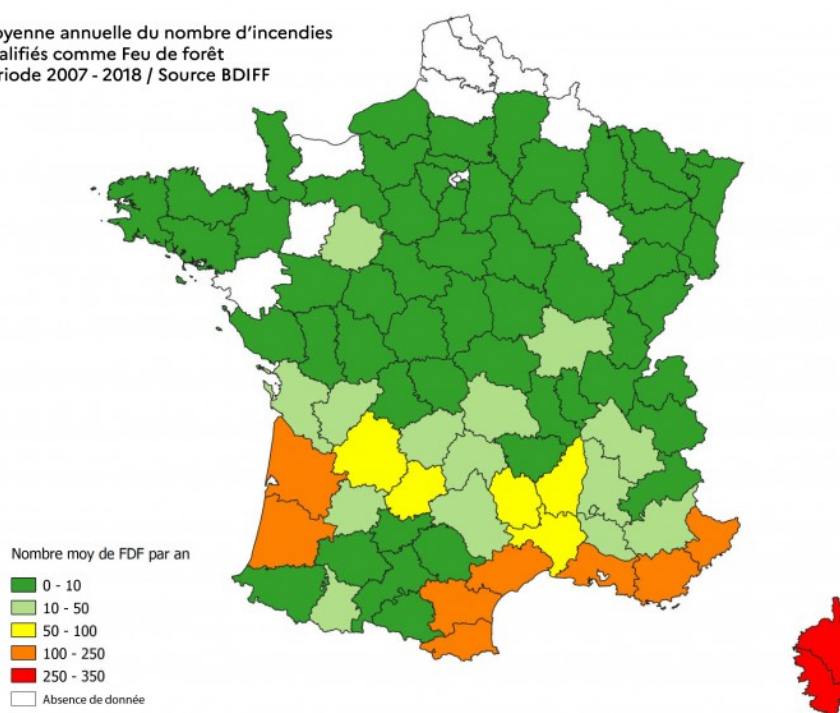 oyenne annuelle du nombre d'incendies
alifiés comme Feu de forêt
riode 2007 - 2018 / Source BDIFF
Nombre moy de FDF par an
0 - 10
10 - 50
50 - 100
100 - 250
250 - 350
Absence de donnée